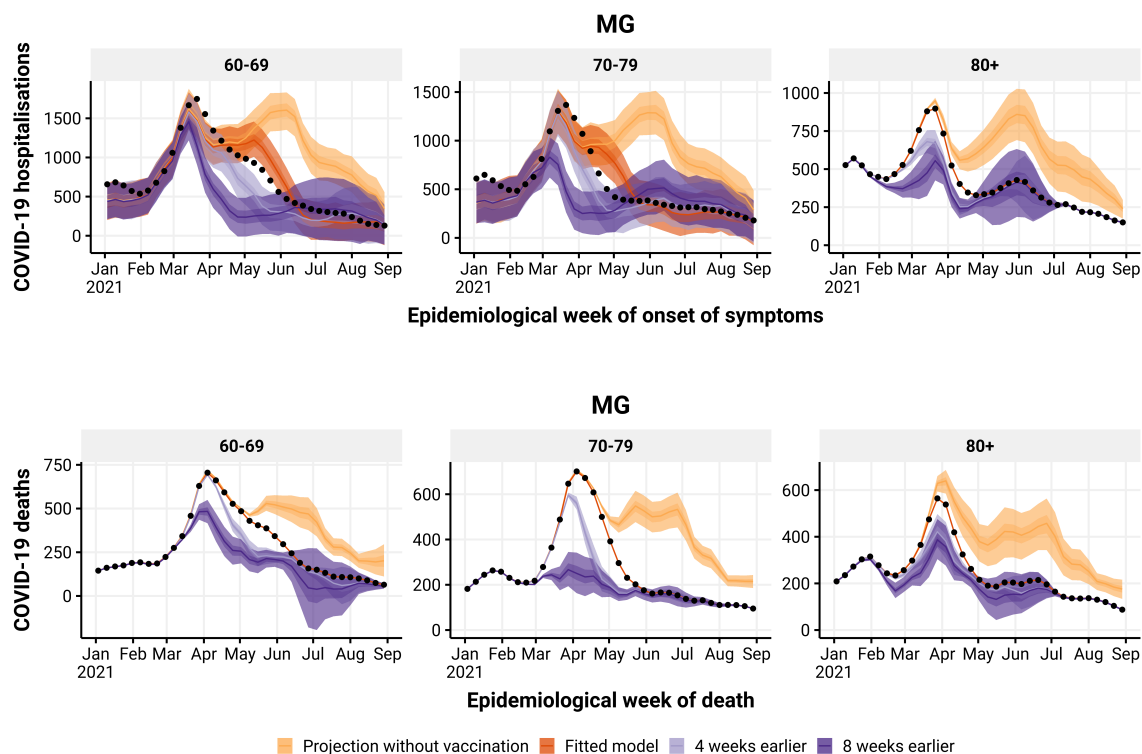 MG
60-69 70-79 80+
COVID-19 hospitalisations
1500
1000
500
0
1500
1000
500
0
1000
750
500
250
0
Jan Feb Mar Apr May Jun Jul Aug Sep
2021
Jan Feb Mar Apr May Jun Jul Aug Sep
2021
Jan Feb Mar Apr May Jun Jul Aug Sep
2021
Epidemiological week of onset of symptoms
MG
60-69 70-79 80+
COVID-19 deaths
750
500
250
0
600
400
200
0
600
400
200
0
Jan Feb Mar Apr May Jun Jul Aug Sep
2021
Jan Feb Mar Apr May Jun Jul Aug Sep
2021
Jan Feb Mar Apr May Jun Jul Aug Sep
2021
Epidemiological week of death
Projection without vaccination Fitted model 4 weeks earlier 8 weeks earlier